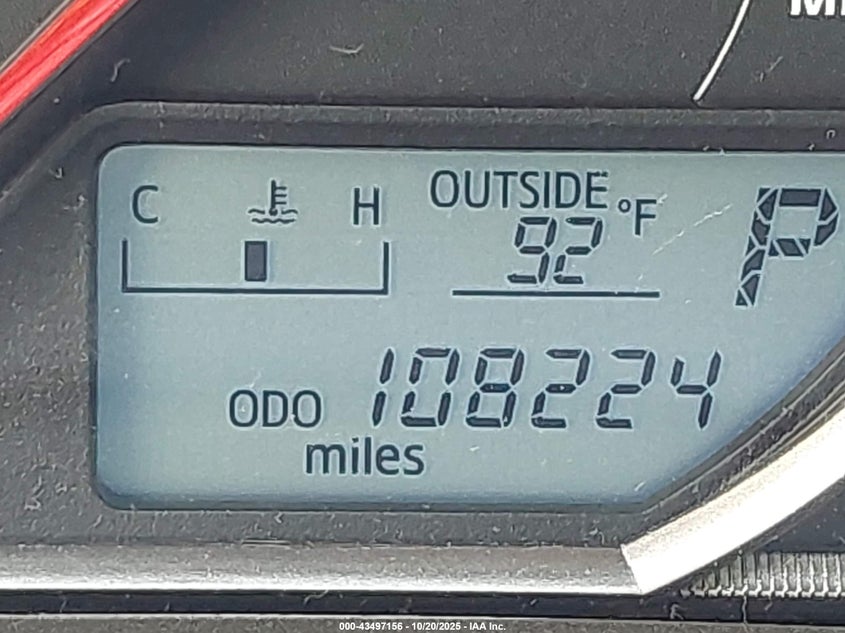 C H OUTSIDE °F
92 P
ODO 108224
miles
000-43497156 - 10/20/2025 - IAA Inc.